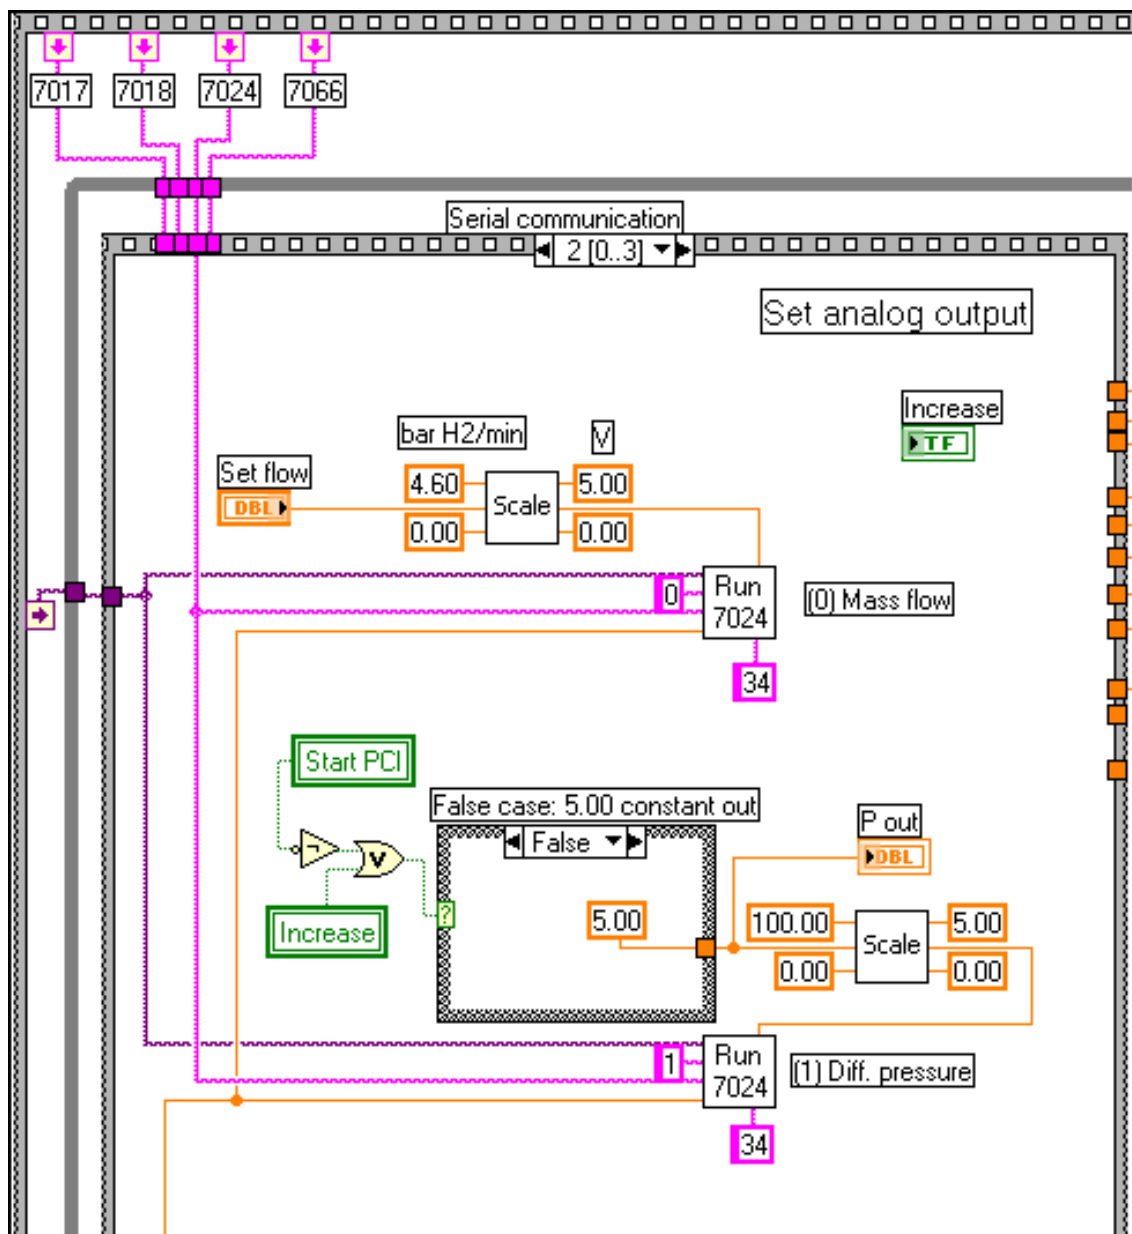 7017 7018 7024 7066
Serial communication
2 [0..3]
Set analog output
Increase
TF
bar H2/min V
Set flow
DBL
4.60 5.00
Scale
0.00 0.00
0
Run
7024
(0) Mass flow
34
Start PCI
False case: 5.00 constant out
False
P out
DBL
V
?
Increase
5.00
100.00 5.00
Scale
0.00 0.00
1
Run
7024
(1) Diff. pressure
34